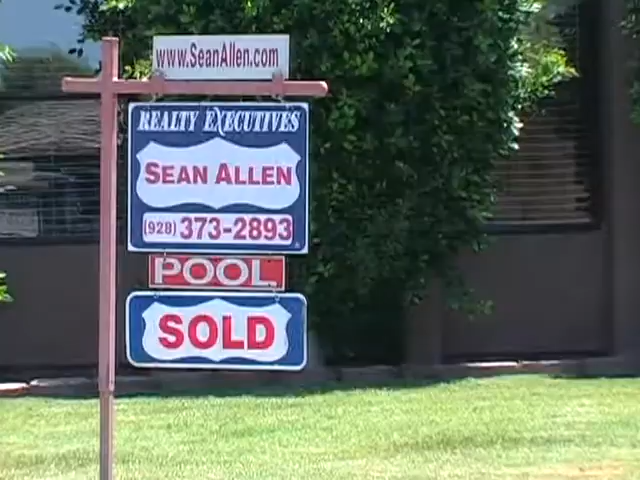 www.SeanAllen.com
REALTY EXECUTIVES
SEAN ALLEN
(928) 373-2893
POOL
SOLD